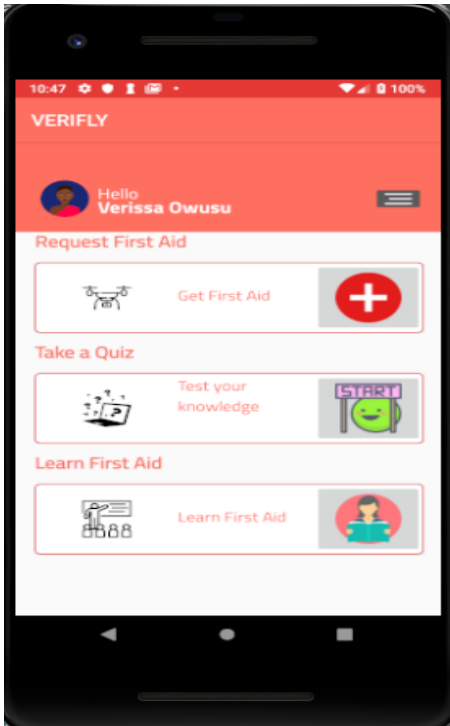 10:47 100%
VERIFLY
Hello
Verissa Owusu
Request First Aid
Get First Aid
Take a Quiz
Test your
knowledge
START
Learn First Aid
Learn First Aid